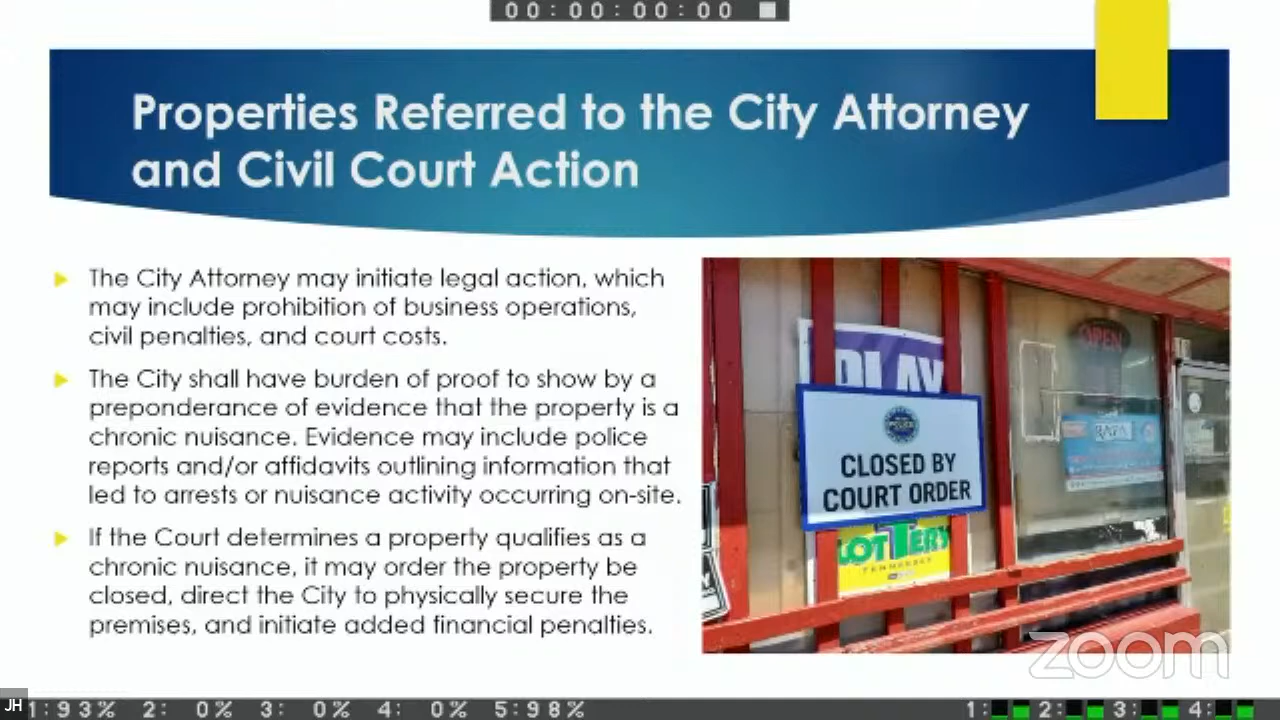 00:00:00:00
Properties Referred to the City Attorney
and Civil Court Action
The City Attorney may initiate legal action, which
may include prohibition of business operations,
civil penalties, and court costs.
The City shall have burden of proof to show by a
preponderance of evidence that the property is a
chronic nuisance. Evidence may include police
reports and/or affidavits outlining information that
led to arrests or nuisance activity occurring on-site.
If the Court determines a property qualifies as a
chronic nuisance, it may order the property be
closed, direct the City to physically secure the
premises, and initiate added financial penalties.
OPEN
PLAY
POLICE
CLOSED BY
COURT ORDER
LOTTERY
TENNESSEE
zoom
JH
1:93% 2: 0% 3: 0% 4: 0% 5:98%
1: 2: 3: 4: